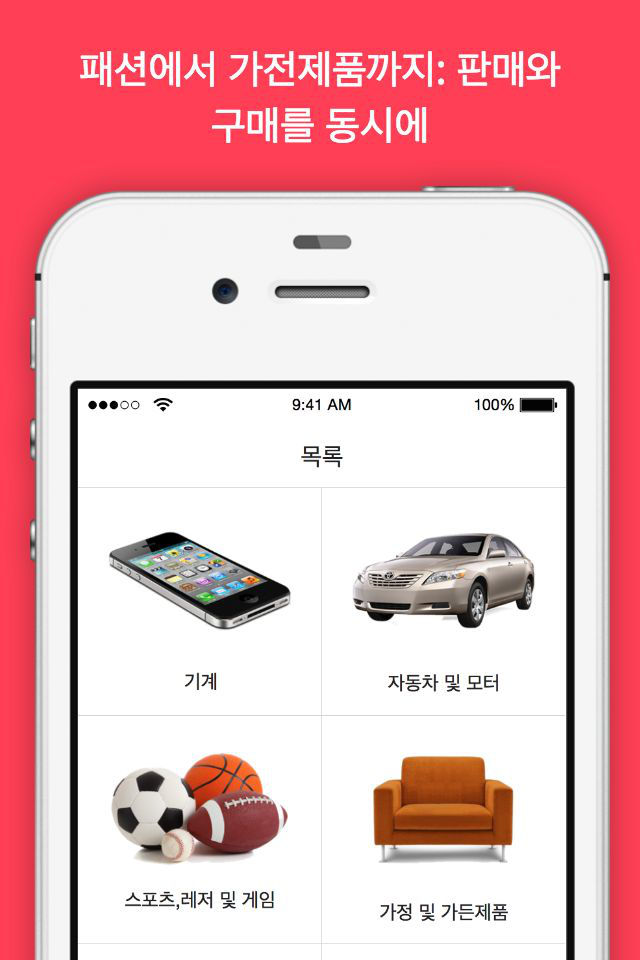 패션에서 가전제품까지: 판매와
구매를 동시에
9:41 AM
100%
목록
기계
자동차 및 모터
스포츠,레저 및 게임
가정 및 가든제품